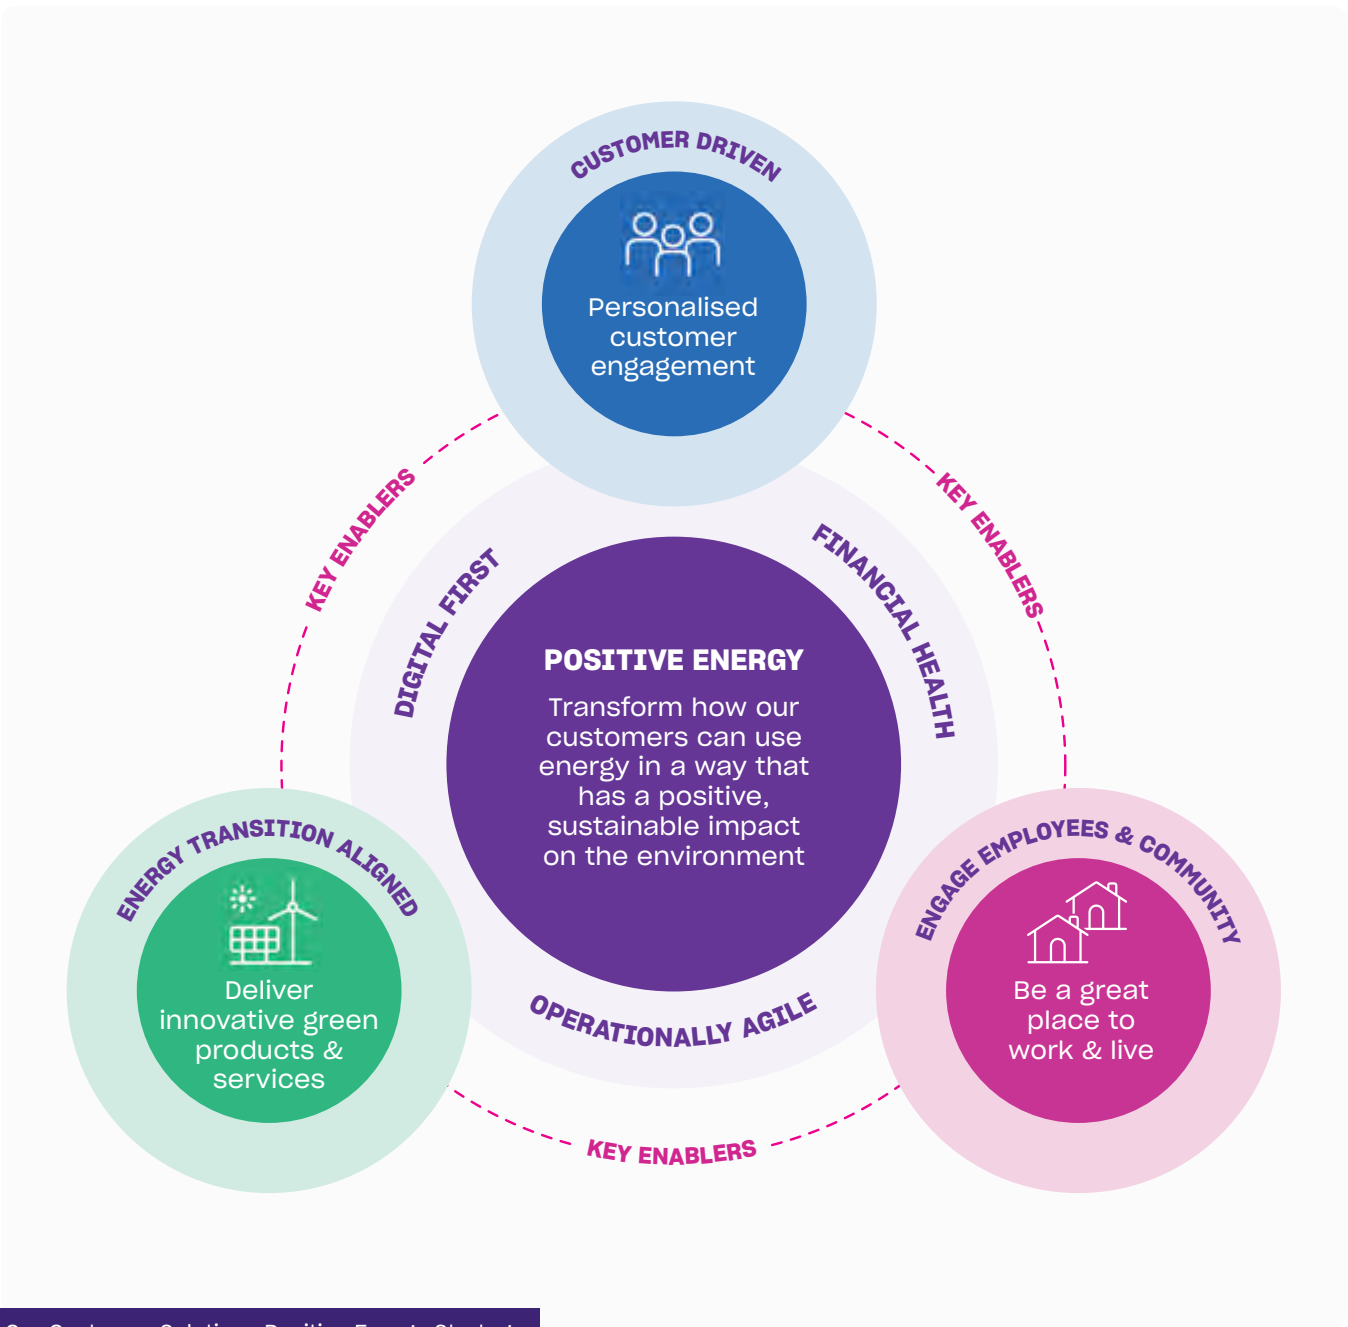 CUSTOMER DRIVEN
Personalised
customer
engagement
KEY ENABLERS
KEY ENABLERS
DIGITAL FIRST
FINANCIAL HEALTH
POSITIVE ENERGY
Transform how our
customers can use
energy in a way that
has a positive,
sustainable impact
on the environment
ENERGY TRANSITION ALIGNED
Deliver
innovative green
products &
services
ENGAGE EMPLOYEES & COMMUNITY
Be a great
place to
work & live
OPERATIONALLY AGILE
KEY ENABLERS